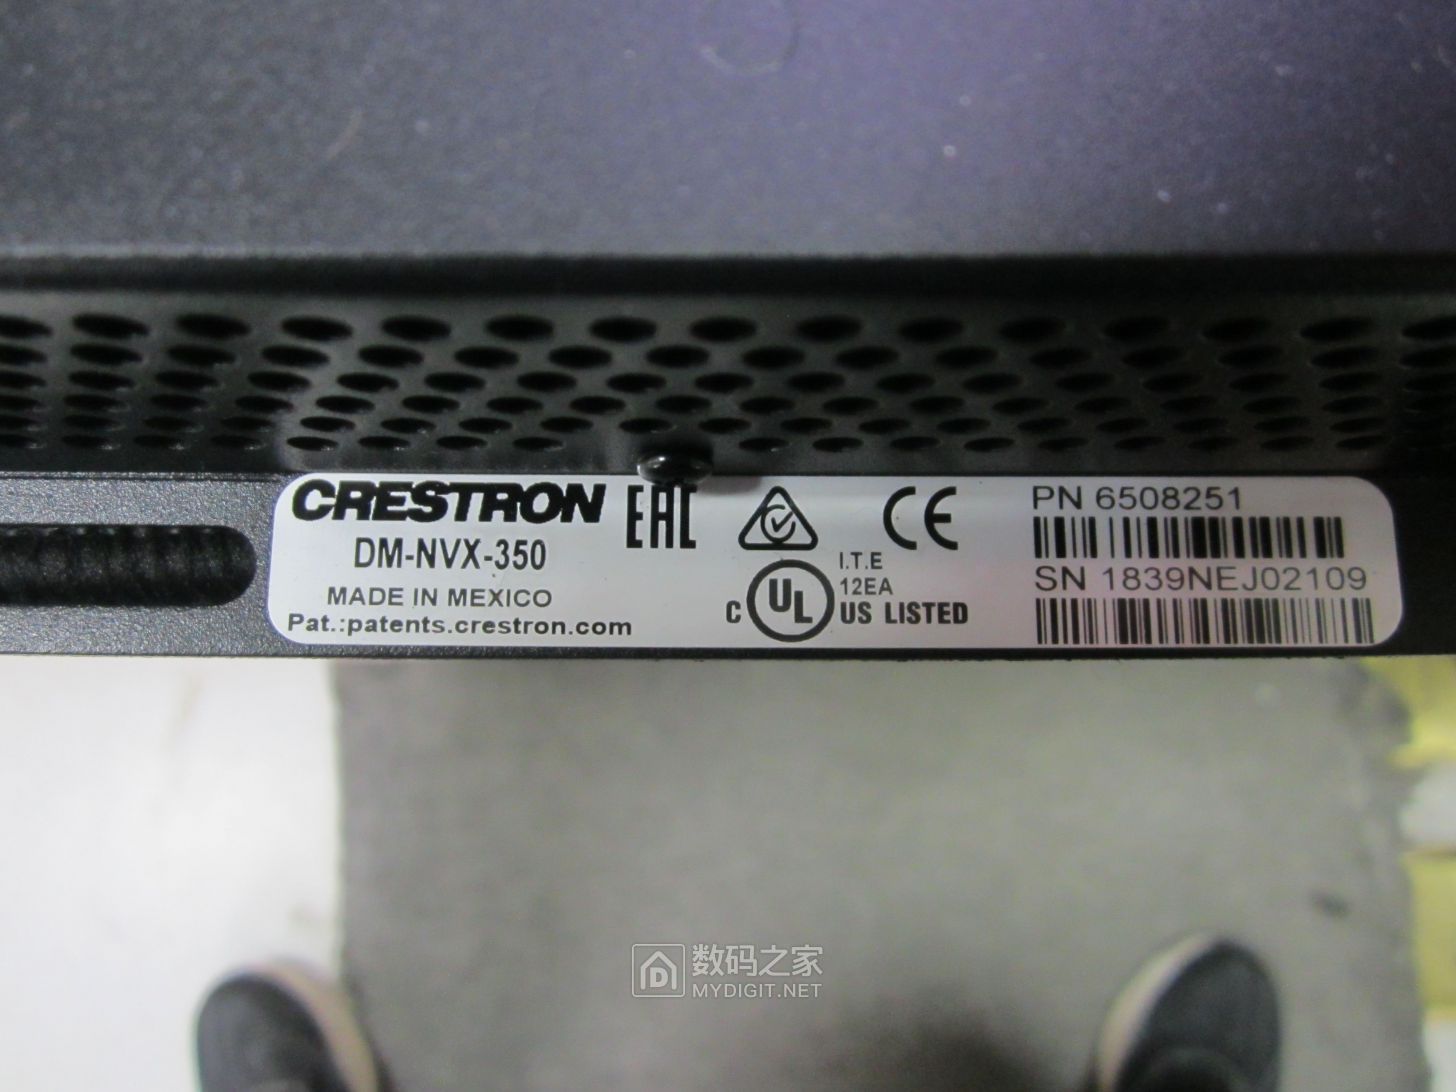 CRESTRON
DM-NVX-350
MADE IN MEXICO
Pat.:patents.crestron.com
EAC
CE
I.T.E
12EA
C UL US LISTED
PN 6508251
SN 1839NEJ02109
数码之家
MYDIGIT.NET